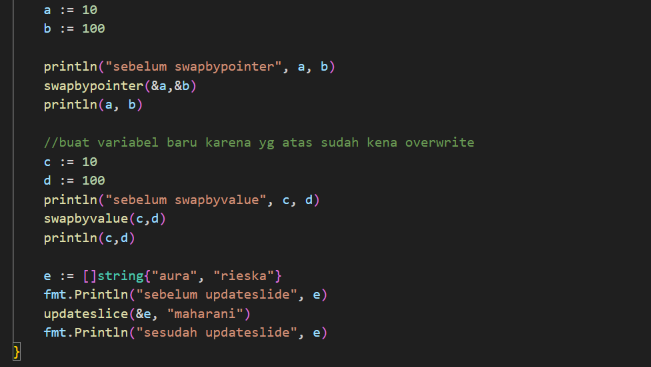 a := 10
b := 100
println("sebelum swapbypointer", a, b)
swapbypointer(&a,&b)
println(a, b)
//buat variabel baru karena yg atas sudah kena overwrite
c := 10
d := 100
println("sebelum swapbyvalue", c, d)
swapbyvalue(c,d)
println(c,d)
e := []string{"aura", "rieska"}
fmt.Println("sebelum updateslide", e)
updateslice(&e, "maharani")
fmt.Println("sesudah updateslide", e)
}